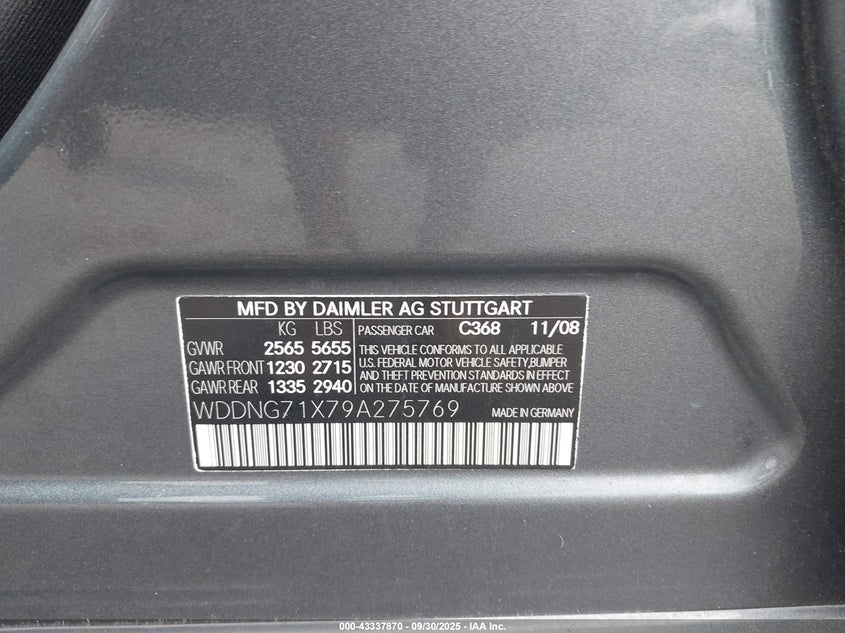 MFD BY DAIMLER AG STUTTGART
KG LBS PASSENGER CAR C368 11/08
GVWR 2565 5655 THIS VEHICLE CONFORMS TO ALL APPLICABLE
GAWR FRONT 1230 2715 U.S. FEDERAL MOTOR VEHICLE SAFETY,BUMPER
GAWR REAR 1335 2940 AND THEFT PREVENTION STANDARDS IN EFFECT
ON THE DATE OF MANUFACTURE SHOWN ABOVE
WDDNG71X79A275769 MADE IN GERMANY
000-43337870 - 09/30/2025 - IAA Inc.